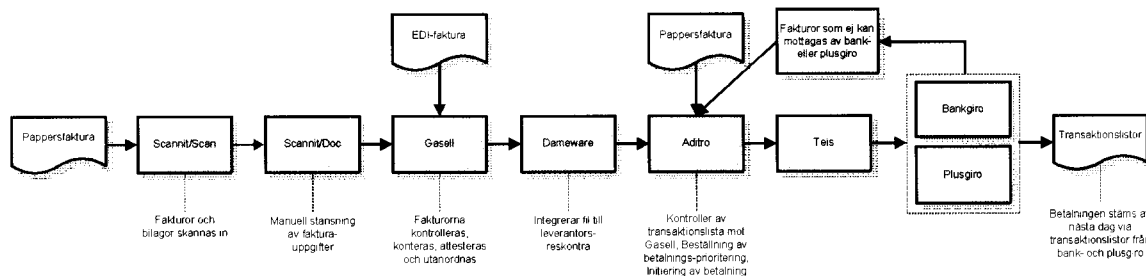 EDI-faktura
Pappersfaktura
Fakturor som ej kan
mottagas av bank-
eller plusgiro
Pappersfaktura
Scannit/Scan
Scannit/Doc
Gasell
Dameware
Aditro
Teis
Bankgiro
Plusgiro
Transaktionslistor
Fakturor och
bilagor skannas in
Manuell stansning
av faktura-
uppgifter
Fakturorna
kontrolleras,
konteras, attesteras
och utanordnas
Integrerar fil till
leverantörs-
reskontra
Kontroller av
transaktionslista mot
Gasell, Beställning av
betalnings-prioritering,
Initiering av betalning
Betalningen stäms a
nästa dag via
transaktionslistor frå
bank- och plusgiro